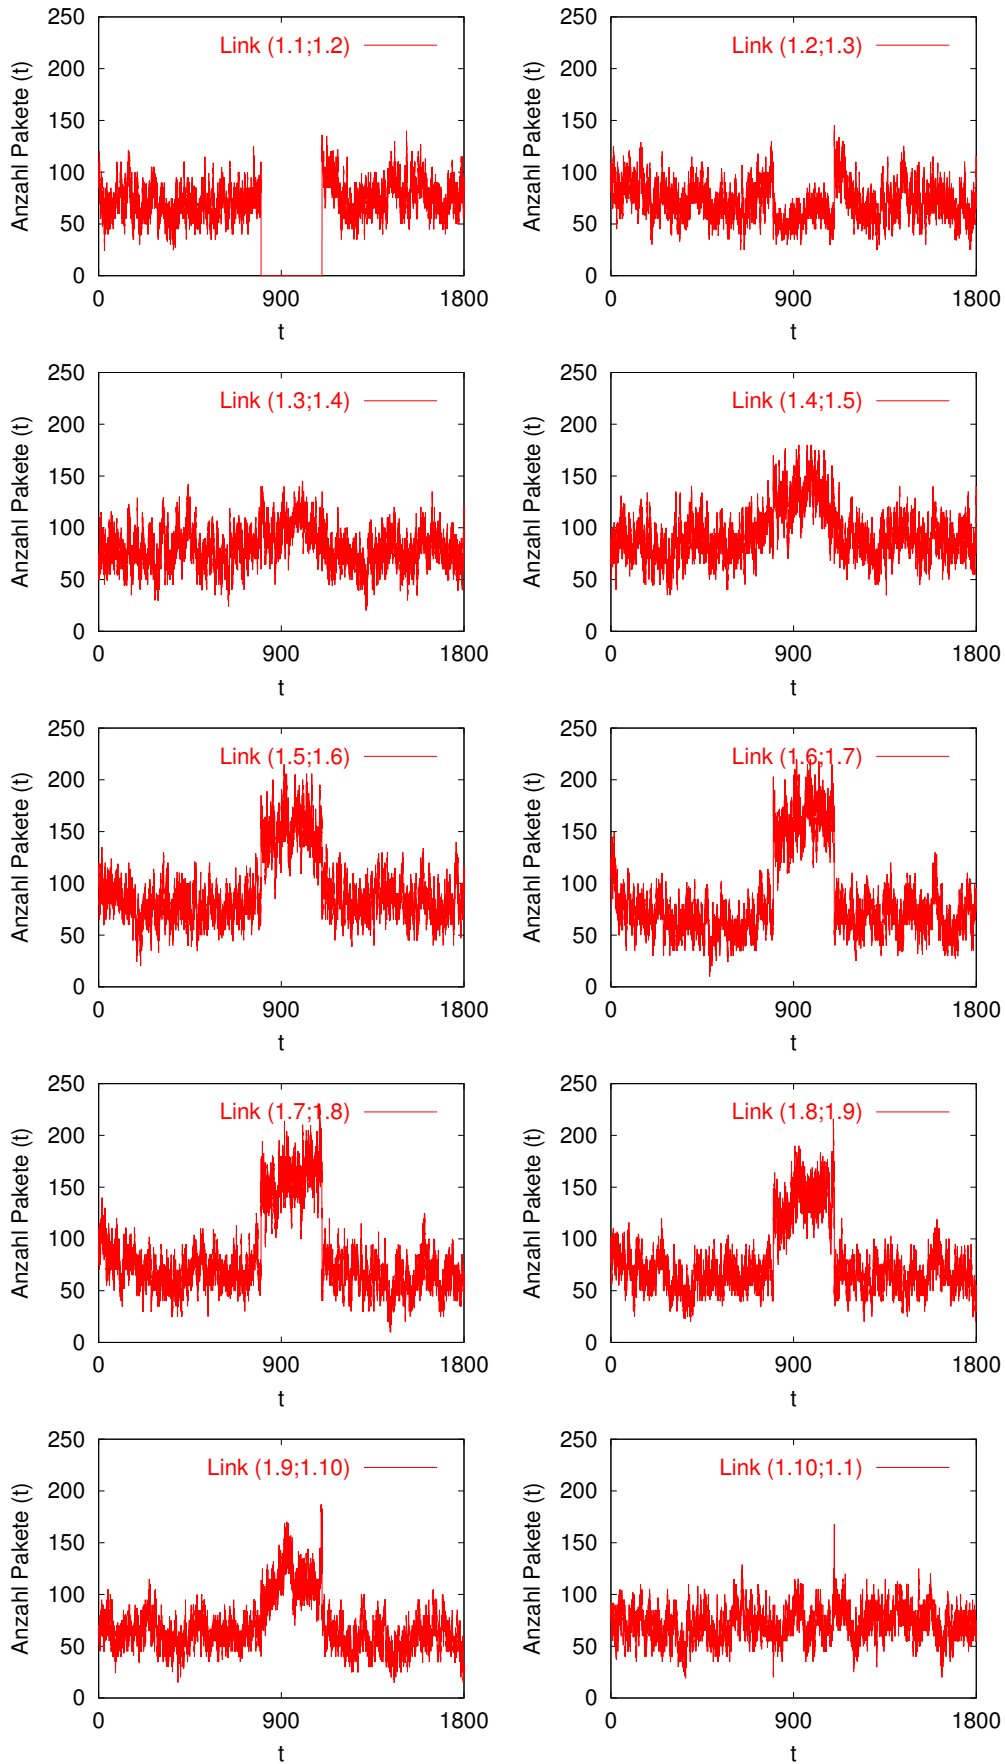 250
200
150
100
50
0
Anzahl Pakete (t)
Link (1.1;1.2)
0 900 1800
t
250
200
150
100
50
0
Anzahl Pakete (t)
Link (1.2;1.3)
0 900 1800
t
250
200
150
100
50
0
Anzahl Pakete (t)
Link (1.3;1.4)
0 900 1800
t
250
200
150
100
50
0
Anzahl Pakete (t)
Link (1.4;1.5)
0 900 1800
t
250
200
150
100
50
0
Anzahl Pakete (t)
Link (1.5;1.6)
0 900 1800
t
250
200
150
100
50
0
Anzahl Pakete (t)
Link (1.6;1.7)
0 900 1800
t
250
200
150
100
50
0
Anzahl Pakete (t)
Link (1.7;1.8)
0 900 1800
t
250
200
150
100
50
0
Anzahl Pakete (t)
Link (1.8;1.9)
0 900 1800
t
250
200
150
100
50
0
Anzahl Pakete (t)
Link (1.9;1.10)
0 900 1800
t
250
200
150
100
50
0
Anzahl Pakete (t)
Link (1.10;1.1)
0 900 1800
t